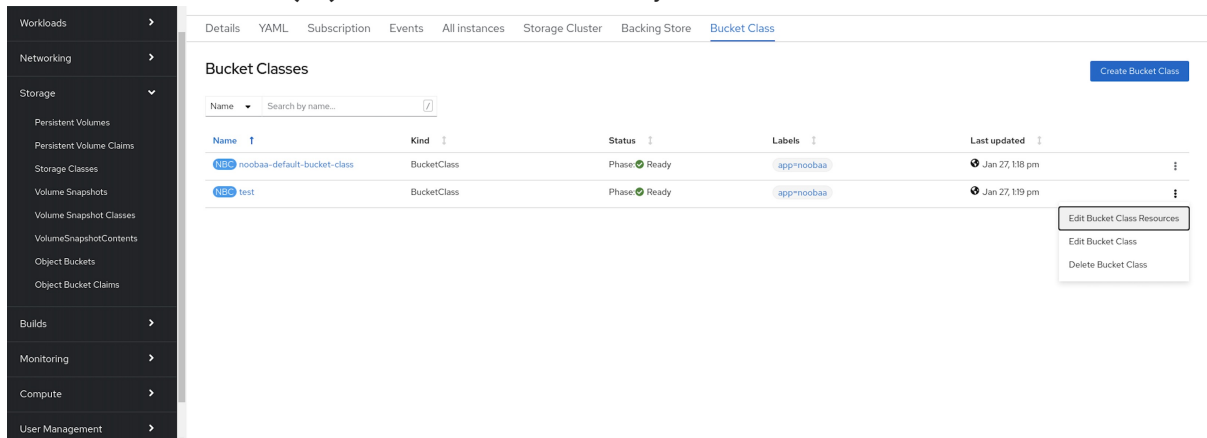 Workloads
Networking
Storage
Persistent Volumes
Persistent Volume Claims
Storage Classes
Volume Snapshots
Volume Snapshot Classes
VolumeSnapshotContents
Object Buckets
Object Bucket Claims
Builds
Monitoring
Compute
User Management
Details YAML Subscription Events All instances Storage Cluster Backing Store Bucket Class
Bucket Classes
Create Bucket Class
Name Search by name... /
Name Kind Status Labels Last updated
NBC noobaa-default-bucket-class BucketClass Phase: Ready app=noobaa Jan 27, 1:18 pm
NBC test BucketClass Phase: Ready app=noobaa Jan 27, 1:19 pm
Edit Bucket Class Resources
Edit Bucket Class
Delete Bucket Class